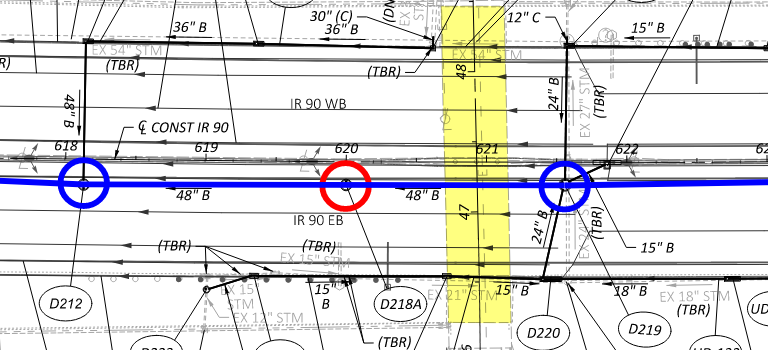 30" (C)
12" C
36" B
36" B
15" B
EX 54" STM
EX 54" STM
(TBR)
(TBR)
48
48" B
24" B
EX 27" STM
(TBR)
IR 90 WB
℄ CONST IR 90
618
619
620
621
622
48" B
48" B
47
IR 90 EB
24" B
(TBR)
15" B
(TBR)
(TBR)
EX 15" STM
EX 15"
STM
15"
B
EX 21" STM
15" B
18" B
EX 18" STM
(TBR)
D212
D218A
EX 12" STM
D220
D219
(TBR)